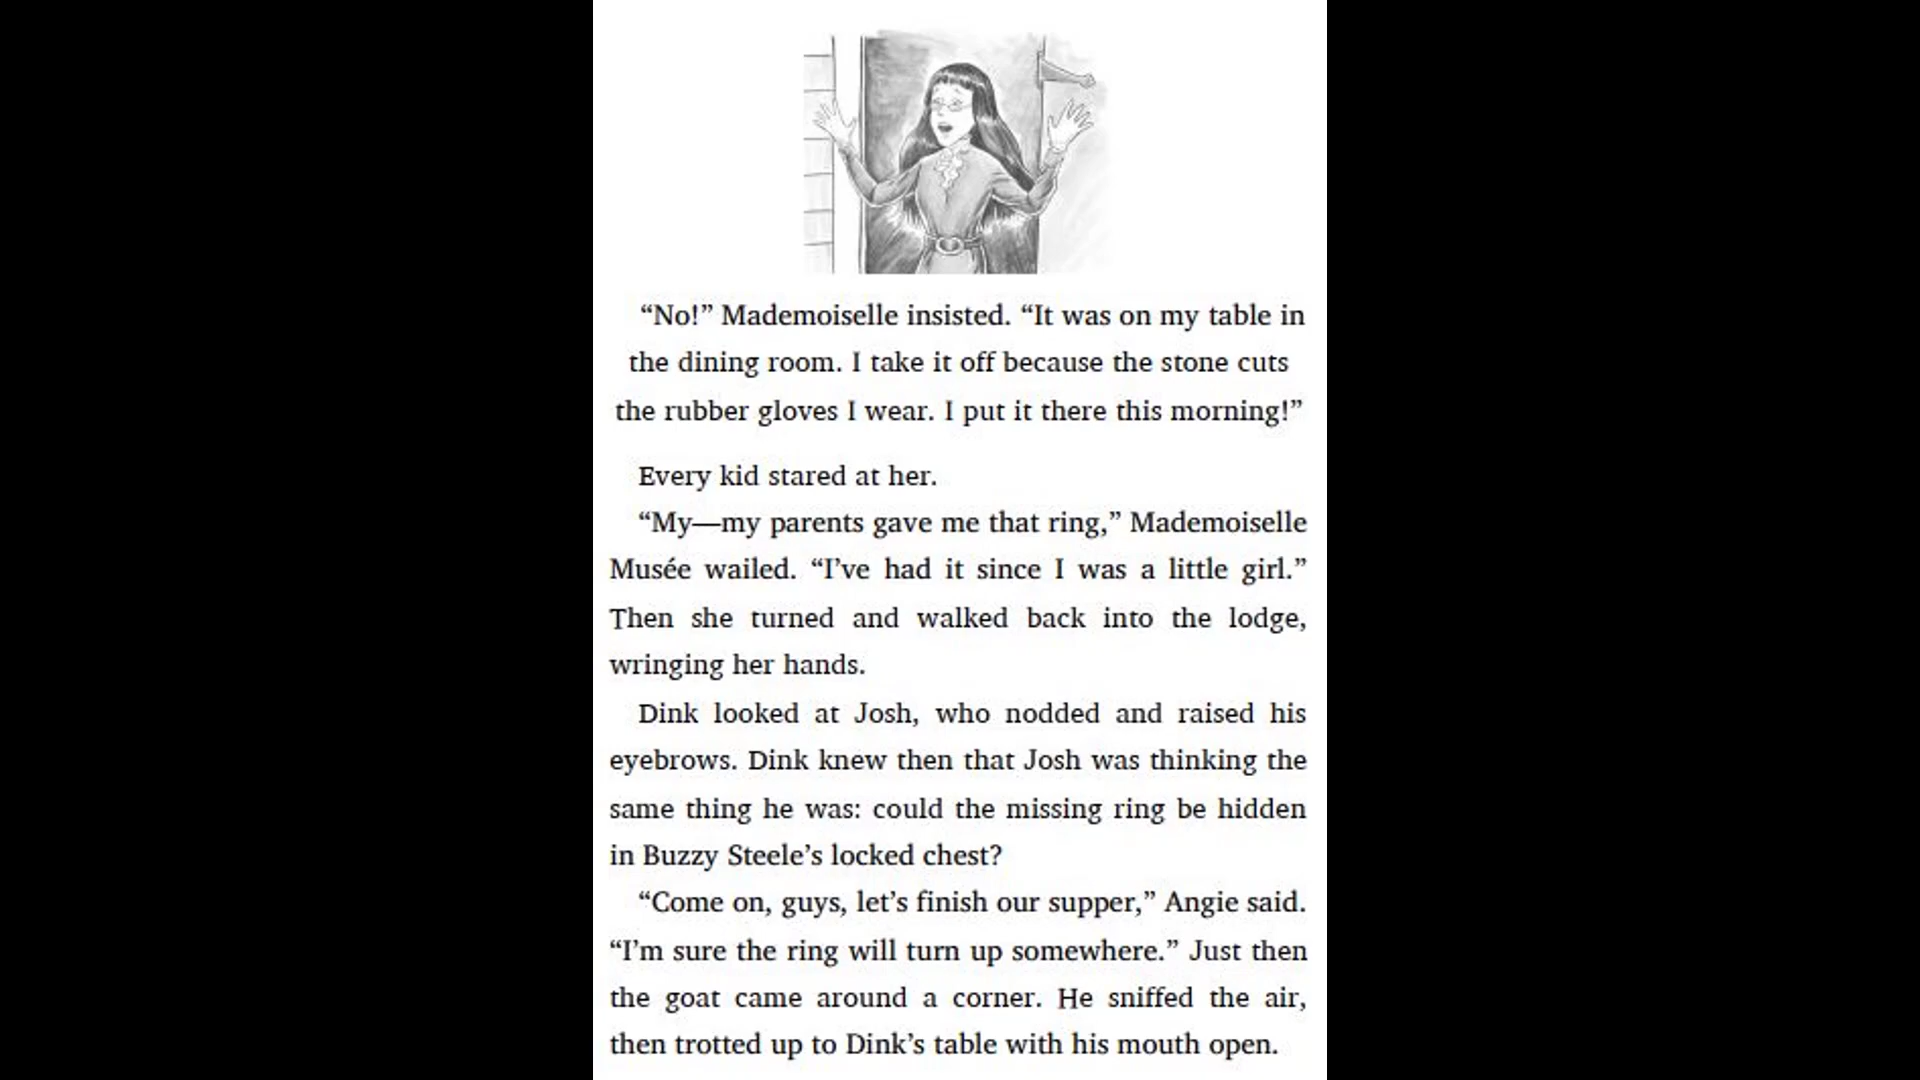 “No!” Mademoiselle insisted. “It was on my table in
the dining room. I take it off because the stone cuts
the rubber gloves I wear. I put it there this morning!”
Every kid stared at her.
“My—my parents gave me that ring,” Mademoiselle
Musée wailed. “I’ve had it since I was a little girl.”
Then she turned and walked back into the lodge,
wringing her hands.
Dink looked at Josh, who nodded and raised his
eyebrows. Dink knew then that Josh was thinking the
same thing he was: could the missing ring be hidden
in Buzzy Steele’s locked chest?
“Come on, guys, let’s finish our supper,” Angie said.
“I’m sure the ring will turn up somewhere.” Just then
the goat came around a corner. He sniffed the air,
then trotted up to Dink’s table with his mouth open.